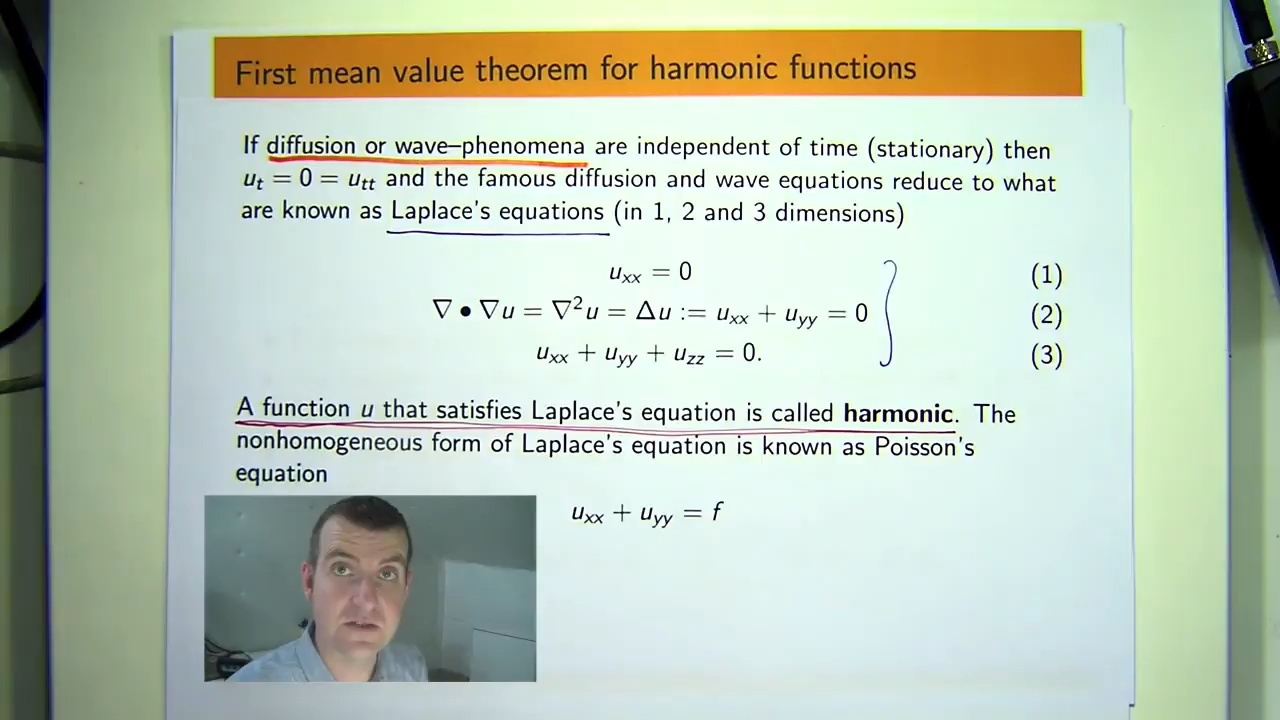 First mean value theorem for harmonic functions
If diffusion or wave–phenomena are independent of time (stationary) then
u_t = 0 = u_tt and the famous diffusion and wave equations reduce to what
are known as Laplace's equations (in 1, 2 and 3 dimensions)
u_xx = 0 (1)
∇ • ∇u = ∇²u = Δu := u_xx + u_yy = 0 (2)
u_xx + u_yy + u_zz = 0. (3)
A function u that satisfies Laplace's equation is called harmonic. The
nonhomogeneous form of Laplace's equation is known as Poisson's
equation
u_xx + u_yy = f